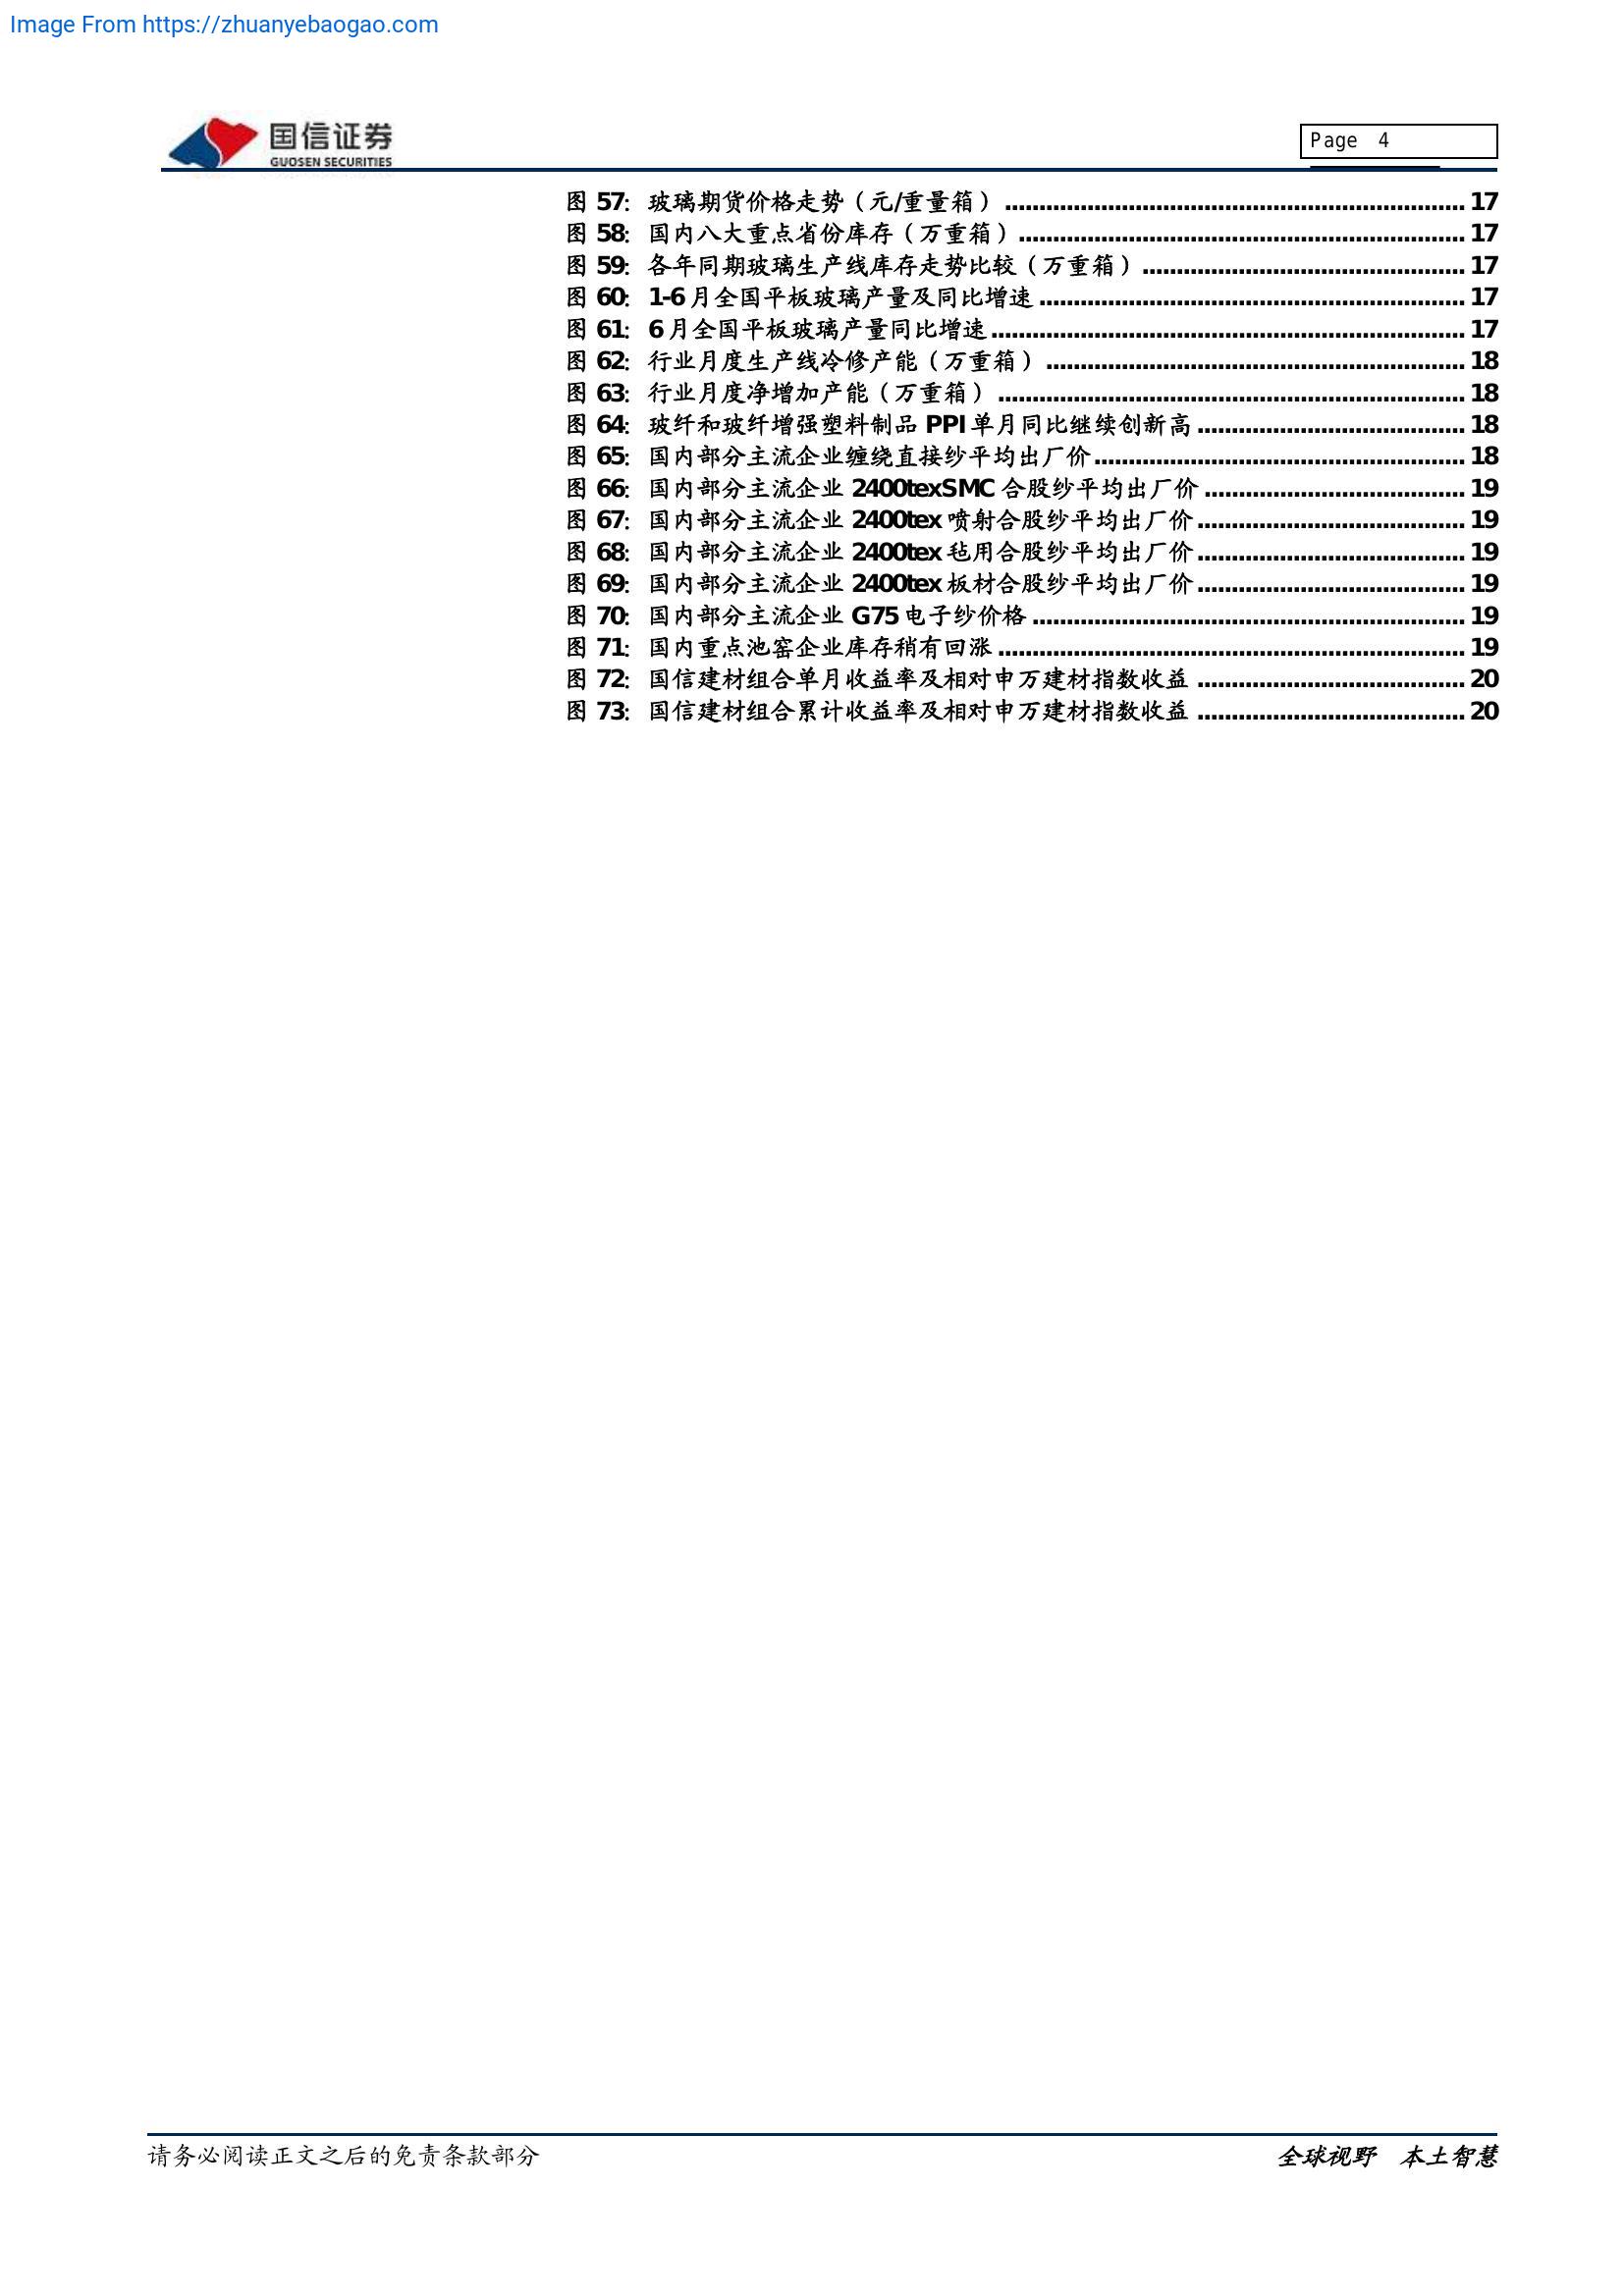 Image From https://zhuanyebaogao.com
国信证券
GUOSEN SECURITIES
Page 4
图 57: 玻璃期货价格走势（元/重量箱）........................................ 17
图 58: 国内八大重点省份库存（万重箱）........................................ 17
图 59: 各年同期玻璃生产线库存走势比较（万重箱）........................................ 17
图 60: 1-6 月全国平板玻璃产量及同比增速........................................ 17
图 61: 6 月全国平板玻璃产量同比增速........................................ 17
图 62: 行业月度生产线冷修产能（万重箱）........................................ 18
图 63: 行业月度净增加产能（万重箱）........................................ 18
图 64: 玻纤和玻纤增强塑料制品 PPI 单月同比继续创新高........................................ 18
图 65: 国内部分主流企业缠绕直接纱平均出厂价........................................ 18
图 66: 国内部分主流企业 2400texSMC 合股纱平均出厂价........................................ 19
图 67: 国内部分主流企业 2400tex 喷射合股纱平均出厂价........................................ 19
图 68: 国内部分主流企业 2400tex 毡用合股纱平均出厂价........................................ 19
图 69: 国内部分主流企业 2400tex 板材合股纱平均出厂价........................................ 19
图 70: 国内部分主流企业 G75 电子纱价格........................................ 19
图 71: 国内重点池窑企业库存稍有回涨........................................ 19
图 72: 国信建材组合单月收益率及相对申万建材指数收益........................................ 20
图 73: 国信建材组合累计收益率及相对申万建材指数收益........................................ 20
请务必阅读正文之后的免责条款部分
全球视野 本土智慧